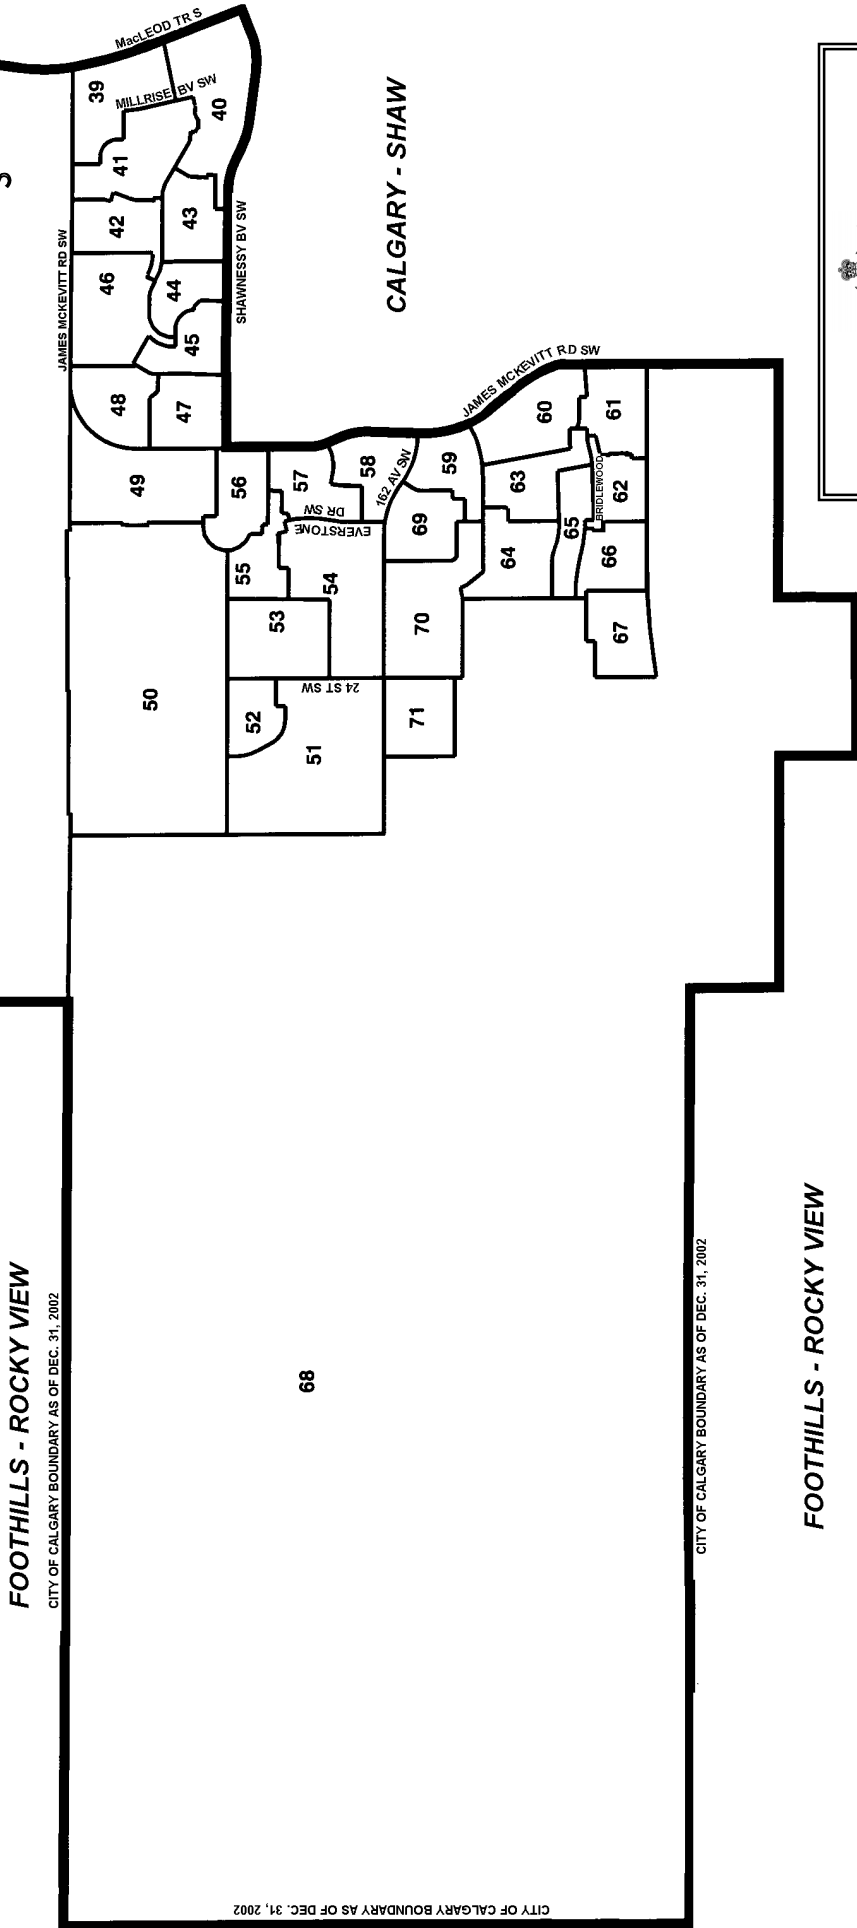 FOOTHILLS - ROCKY VIEW
CITY OF CALGARY BOUNDARY AS OF DEC. 31, 2002
CITY OF CALGARY BOUNDARY AS OF DEC. 31, 2002
68
CITY OF CALGARY BOUNDARY AS OF DEC. 31, 2002
FOOTHILLS - ROCKY VIEW
JAMES MCKEVITT RD SW
MacLEOD TR S
MILLRISE BV SW
SHAWNESSY BV SW
CALGARY - SHAW
JAMES MCKEVITT RD SW
162 AV SW
EVERSTONE
DR SW
24 ST SW
BRIDLEWOOD
39
40
41
42
43
44
45
46
47
48
49
50
51
52
53
54
55
56
57
58
59
60
61
62
63
64
65
66
67
69
70
71